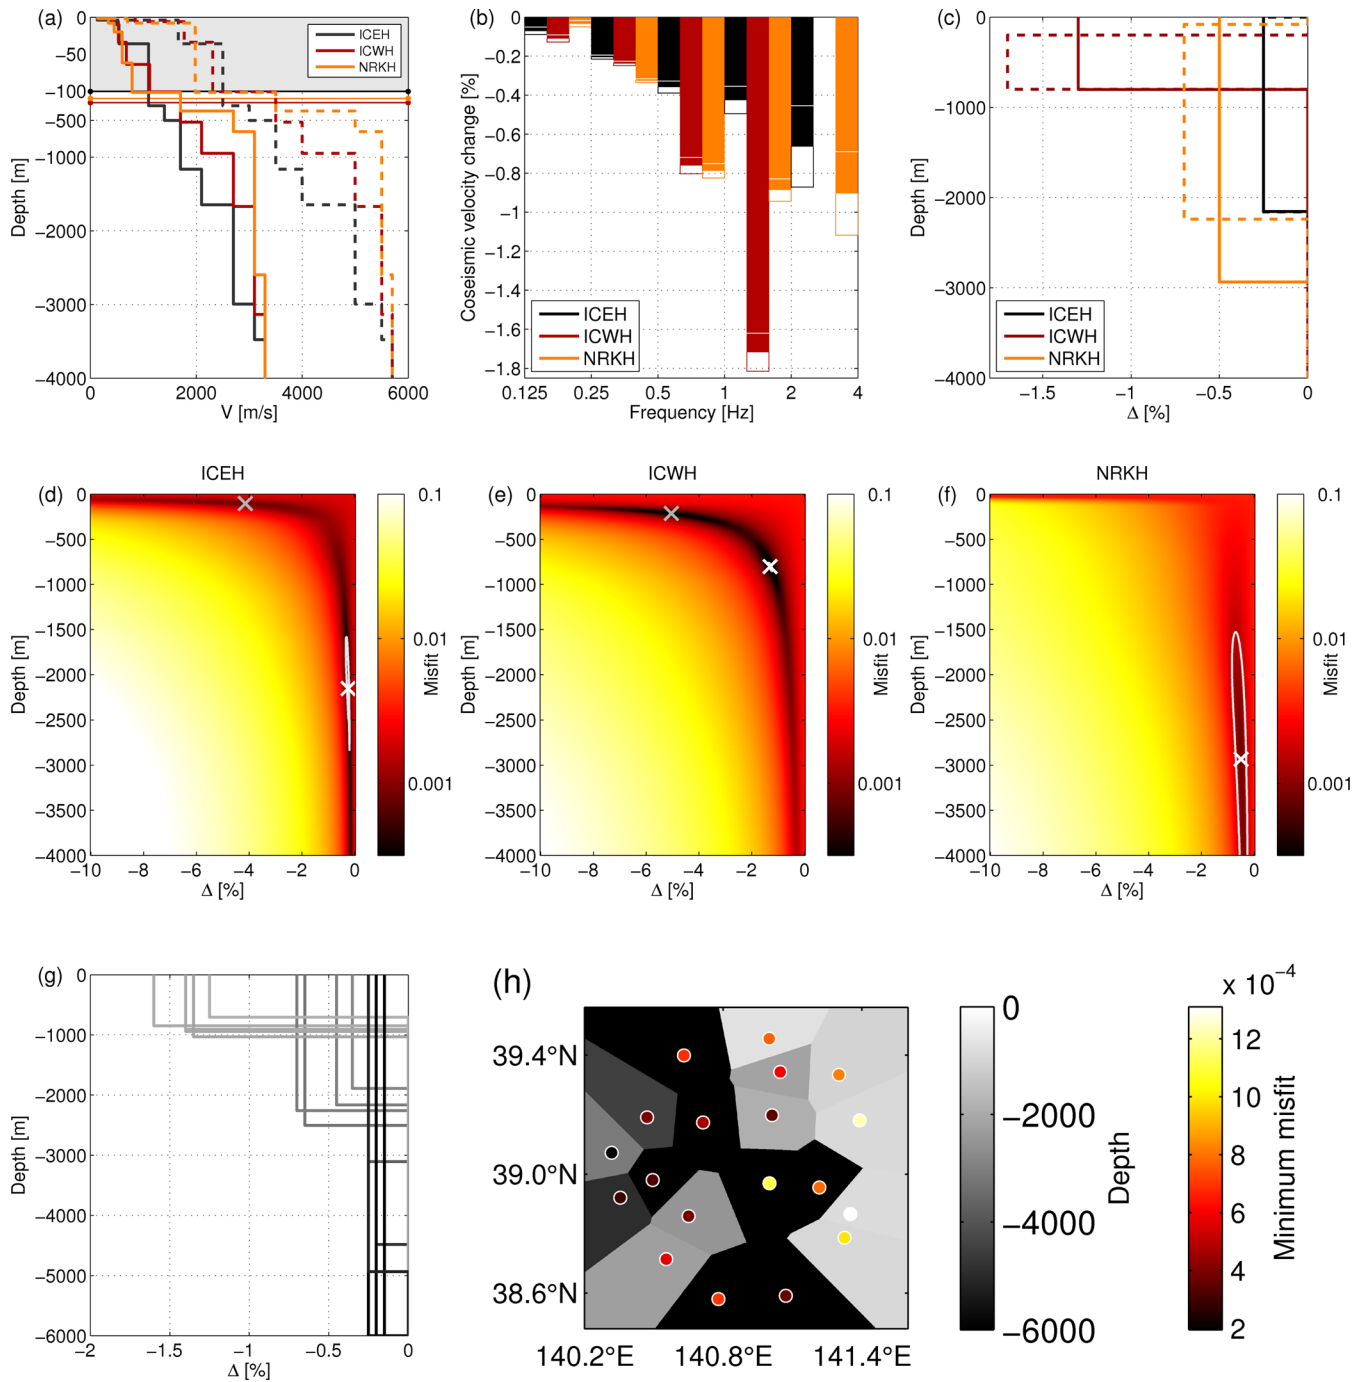 (a)
ICEH
ICWH
NRKH
0
−50
−100
−500
−1000
−2000
−3000
−4000
Depth [m]
0
2000
4000
6000
V [m/s]
(b)
0
−0.2
−0.4
−0.6
−0.8
−1
−1.2
−1.4
−1.6
−1.8
Coseismic velocity change [%]
ICEH
ICWH
NRKH
0.125
0.25
0.5
1
2
4
Frequency [Hz]
(c)
0
−1000
−2000
−3000
−4000
Depth [m]
ICEH
ICWH
NRKH
−1.5
−1
−0.5
0
Δ [%]
ICEH
(d)
0
−500
−1000
−1500
−2000
−2500
−3000
−3500
−4000
Depth [m]
−10
−8
−6
−4
−2
0
Δ [%]
0.1
0.01
0.001
Misfit
ICWH
(e)
0
−500
−1000
−1500
−2000
−2500
−3000
−3500
−4000
Depth [m]
−10
−8
−6
−4
−2
0
Δ [%]
0.1
0.01
0.001
Misfit
NRKH
(f)
0
−500
−1000
−1500
−2000
−2500
−3000
−3500
−4000
Depth [m]
−10
−8
−6
−4
−2
0
Δ [%]
0.1
0.01
0.001
Misfit
(g)
0
−1000
−2000
−3000
−4000
−5000
−6000
Depth [m]
−2
−1.5
−1
−0.5
0
Δ [%]
(h)
39.4°N
39.0°N
38.6°N
140.2°E
140.8°E
141.4°E
0
−2000
−4000
−6000
Depth
x 10⁻⁴
12
10
8
6
4
2
Minimum misfit